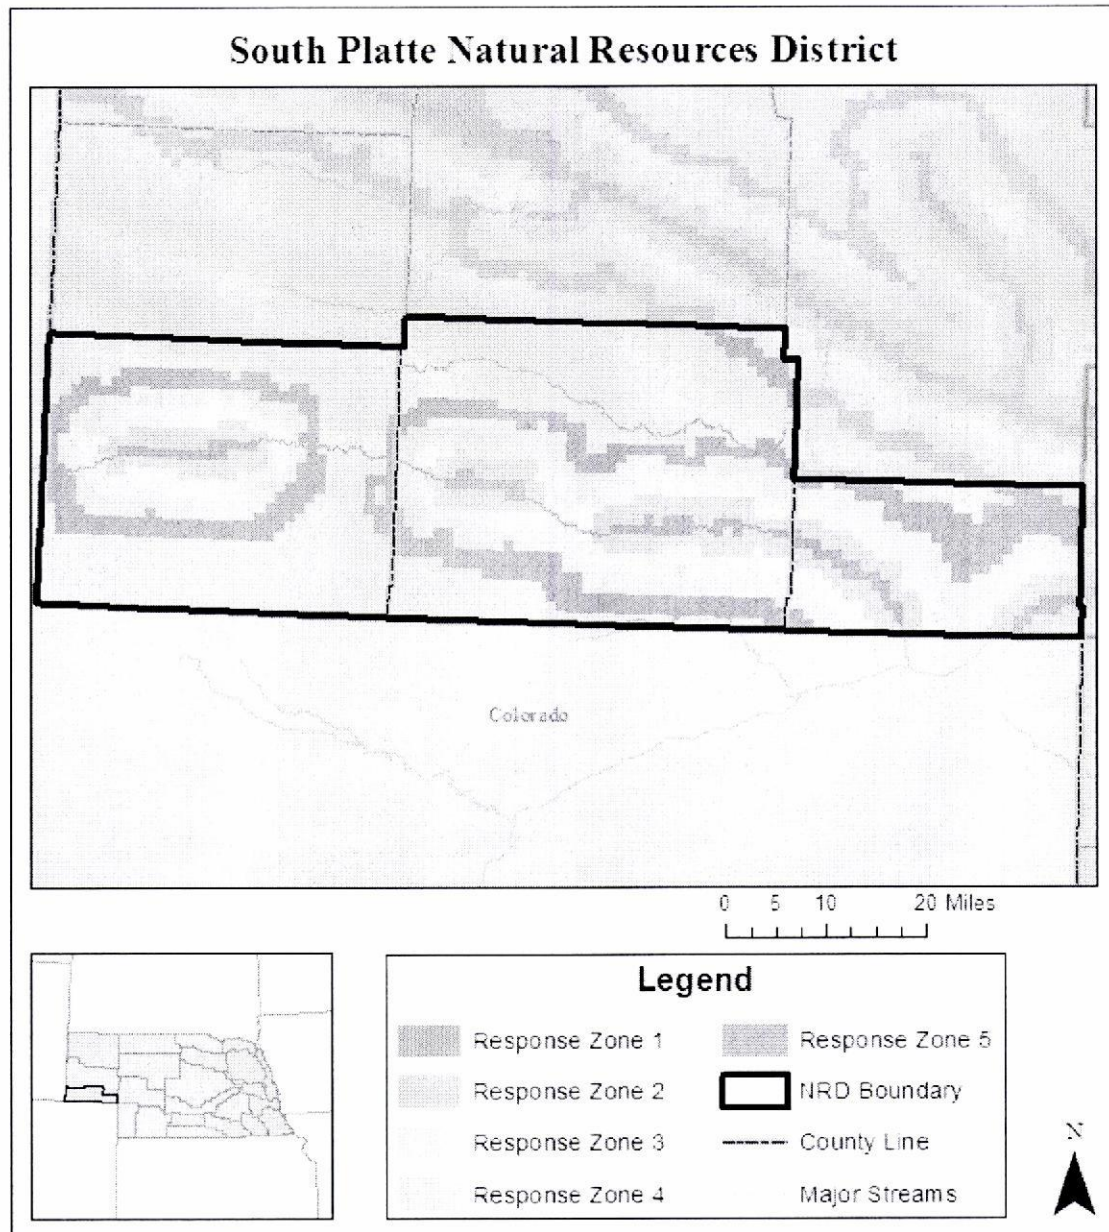 South Platte Natural Resources District
Colorado
0 5 10 20 Miles
Legend
Response Zone 1
Response Zone 2
Response Zone 3
Response Zone 4
Response Zone 5
NRD Boundary
County Line
Major Streams
N